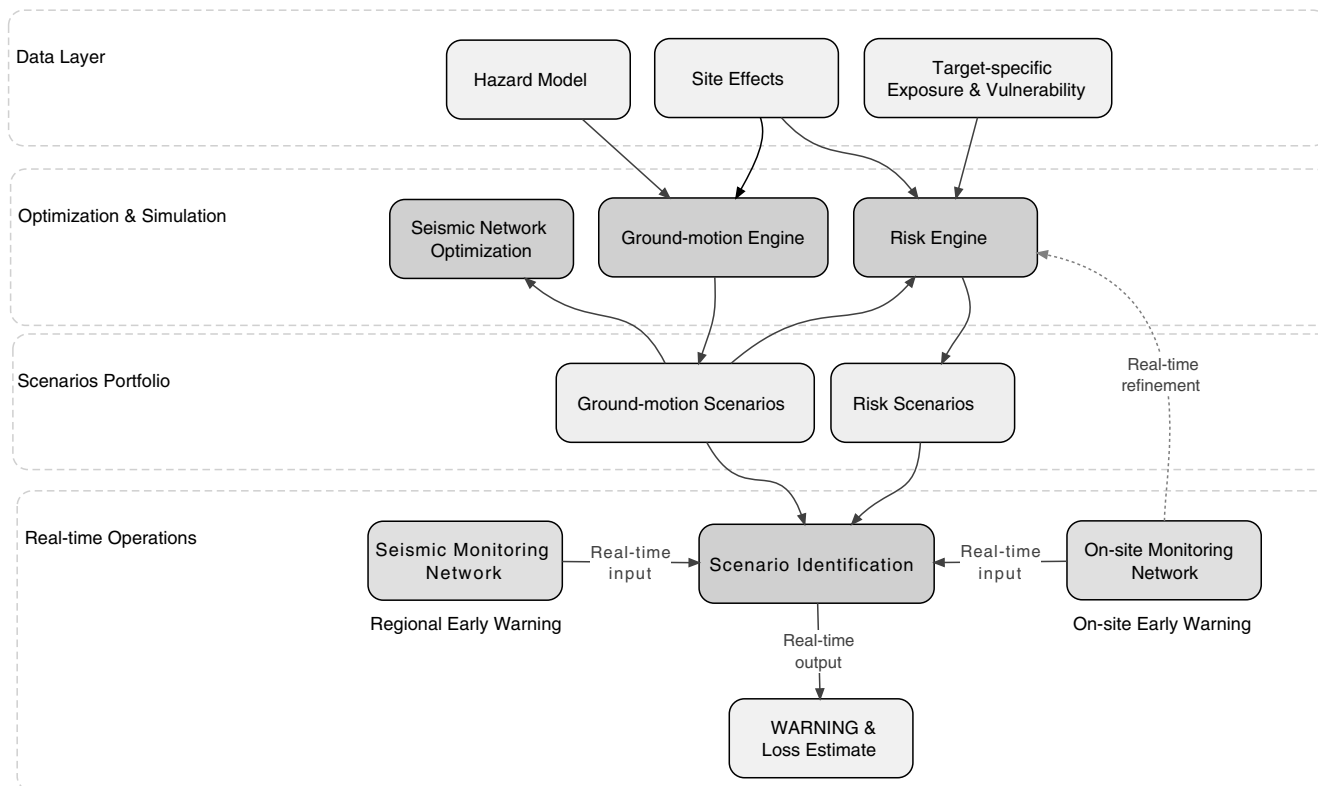 Data Layer
Hazard Model
Site Effects
Target-specific
Exposure & Vulnerability
Optimization & Simulation
Seismic Network
Optimization
Ground-motion Engine
Risk Engine
Scenarios Portfolio
Ground-motion Scenarios
Risk Scenarios
Real-time
refinement
Real-time Operations
Seismic Monitoring
Network
Real-time
input
Scenario Identification
Real-time
input
On-site Monitoring
Network
Regional Early Warning
On-site Early Warning
Real-time
output
WARNING &
Loss Estimate